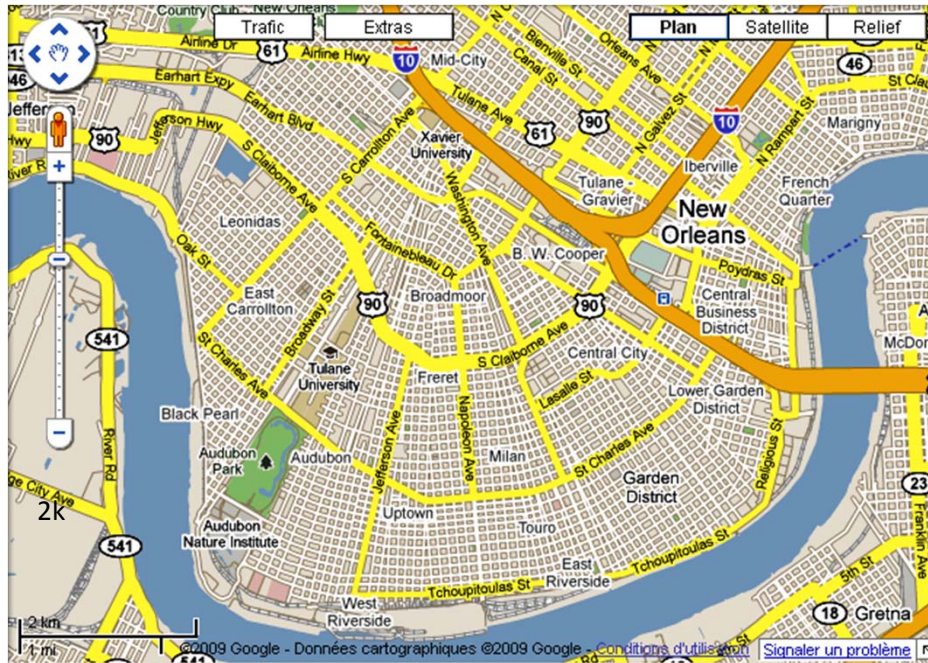 Country Club
New Orleans
Trafic
Extras
Plan
Satellite
Relief
61
Airline Dr
61
Airline Hwy
10
Mid-City
Bienville St
Canal St
Orleans Ave
46
46
Earhart Expy
Earhart Blvd
Tulane Ave
61
90
N Galvez St
10
N Rampart St
Marigny
Jefferson
Jefferson Hwy
90
S Claiborne Ave
S Carrollton Ave
Xavier
University
Washington Ave
Iberville
Tulane -
Gravier
French
Quarter
New
Orleans
Leonidas
Oak St
Fontainebleau Dr
B. W. Cooper
Poydras St
East
Carrollton
Broadway St
90
Broadmoor
90
Central
Business
District
541
St Charles Ave
S Claiborne Ave
Central City
Tulane
University
Freret
Lasalle St
Lower Garden
District
Black Pearl
Audubon
Park
Audubon
Jefferson Ave
Napoleon Ave
Milan
St Charles Ave
Religious St
River Rd
Garden
District
2k
Uptown
Touro
Audubon
Nature Institute
541
23
Franklin Ave
Tchoupitoulas St
Tchoupitoulas St
East
Riverside
West
Riverside
5th St
18
Gretna
2 km
1 mi
541
©2009 Google - Données cartographiques ©2009 Google - Conditions d'utilisation
Signaler un problème